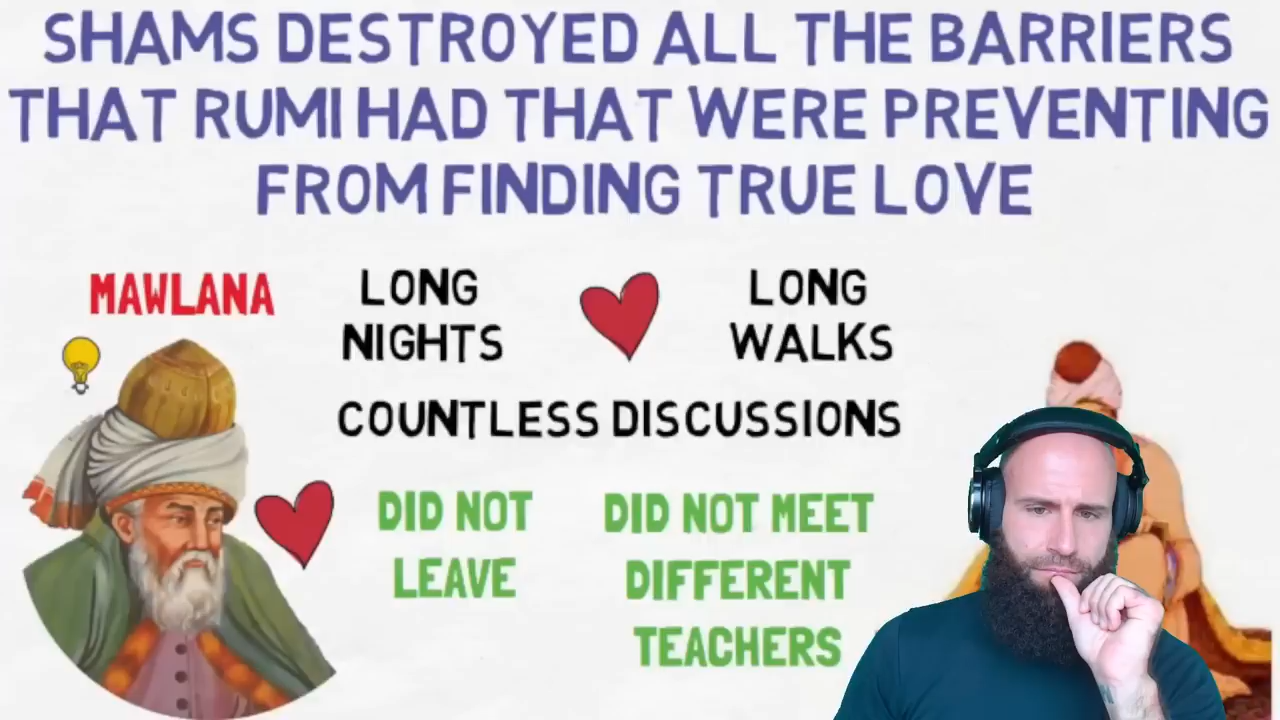 SHAMS DESTROYED ALL THE BARRIERS
THAT RUMI HAD THAT WERE PREVENTING
FROM FINDING TRUE LOVE
MAWLANA
LONG
NIGHTS
LONG
WALKS
COUNTLESS DISCUSSIONS
DID NOT
LEAVE
DID NOT MEET
DIFFERENT
TEACHERS